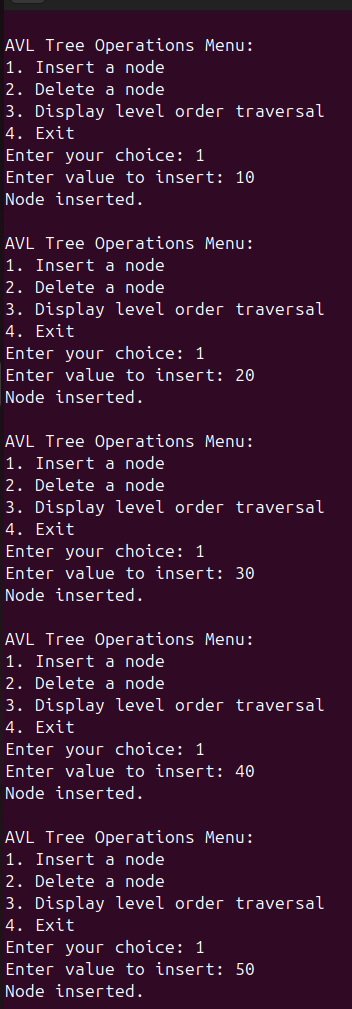 AVL Tree Operations Menu:
1. Insert a node
2. Delete a node
3. Display level order traversal
4. Exit
Enter your choice: 1
Enter value to insert: 10
Node inserted.
AVL Tree Operations Menu:
1. Insert a node
2. Delete a node
3. Display level order traversal
4. Exit
Enter your choice: 1
Enter value to insert: 20
Node inserted.
AVL Tree Operations Menu:
1. Insert a node
2. Delete a node
3. Display level order traversal
4. Exit
Enter your choice: 1
Enter value to insert: 30
Node inserted.
AVL Tree Operations Menu:
1. Insert a node
2. Delete a node
3. Display level order traversal
4. Exit
Enter your choice: 1
Enter value to insert: 40
Node inserted.
AVL Tree Operations Menu:
1. Insert a node
2. Delete a node
3. Display level order traversal
4. Exit
Enter your choice: 1
Enter value to insert: 50
Node inserted.